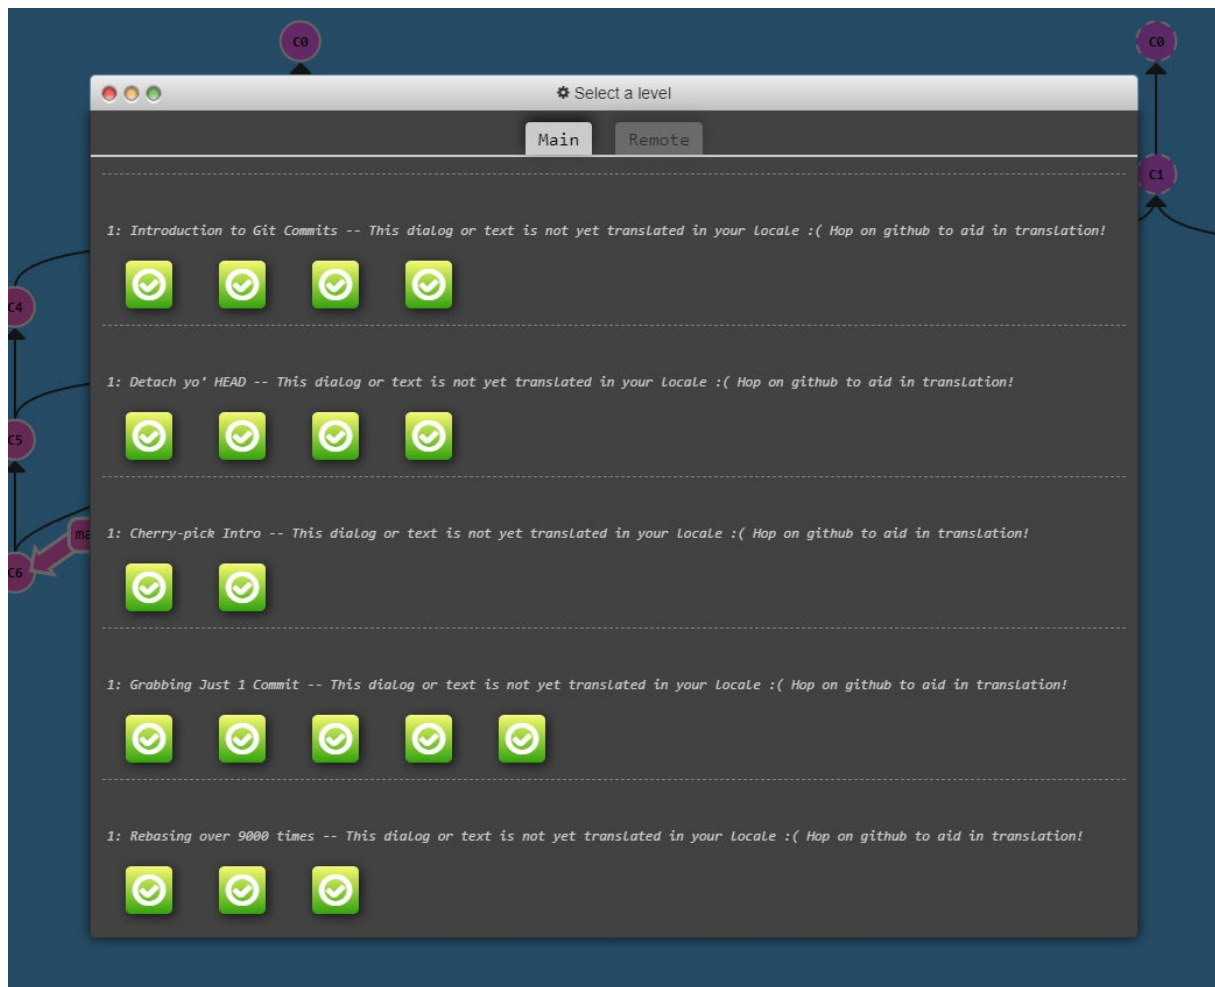 C0
C0
Select a level
Main
Remote
C1
1: Introduction to Git Commits -- This dialog or text is not yet translated in your locale :( Hop on github to aid in translation!
C4
1: Detach yo' HEAD -- This dialog or text is not yet translated in your locale :( Hop on github to aid in translation!
C5
1: Cherry-pick Intro -- This dialog or text is not yet translated in your locale :( Hop on github to aid in translation!
ma
C6
1: Grabbing Just 1 Commit -- This dialog or text is not yet translated in your locale :( Hop on github to aid in translation!
1: Rebasing over 9000 times -- This dialog or text is not yet translated in your locale :( Hop on github to aid in translation!